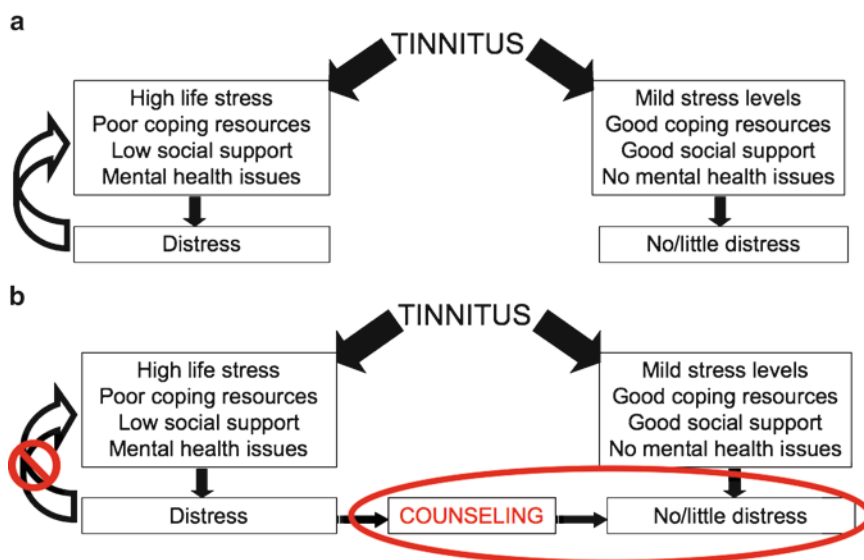 a
TINNITUS
High life stress
Poor coping resources
Low social support
Mental health issues
Mild stress levels
Good coping resources
Good social support
No mental health issues
Distress
No/little distress
b
TINNITUS
High life stress
Poor coping resources
Low social support
Mental health issues
Mild stress levels
Good coping resources
Good social support
No mental health issues
Distress
COUNSELING
No/little distress